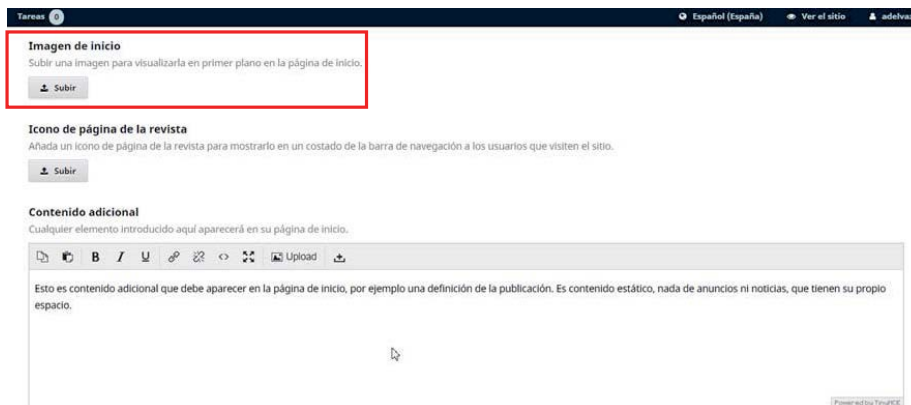 Tareas 0 Español (España) Ver el sitio adelvas
Imagen de inicio
Subir una imagen para visualizarla en primer plano en la página de inicio.
Subir
Icono de página de la revista
Añada un icono de página de la revista para mostrarlo en un costado de la barra de navegación a los usuarios que visiten el sitio.
Subir
Contenido adicional
Cualquier elemento introducido aquí aparecerá en su página de inicio.
B I U Upload
Esto es contenido adicional que debe aparecer en la página de inicio, por ejemplo una definición de la publicación. Es contenido estático, nada de anuncios ni noticias, que tienen su propio
espacio.
Powered by TinyMCE